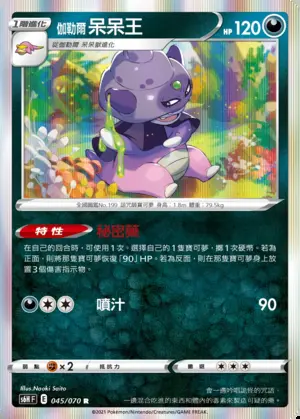 1階進化
伽勒爾 呆呆王
HP 120
從伽勒爾 呆呆獸進化
全國圖鑑No.199 詛咒寶可夢 身高：1.8m 體重：79.5kg
特性 秘密藥
在自己的回合時，可使用1次。選擇自己的1隻寶可夢，擲1次硬幣。若為正面，則將那隻寶可夢恢復「90」HP。若為反面，則在那隻寶可夢身上放置3個傷害指示物。
噴汁 90
弱點 ×2 抵抗力 撤退
Illus.Naoki Saito
S6H F E 045/070 R
©2021 Pokémon/Nintendo/Creatures/GAME FREAK.